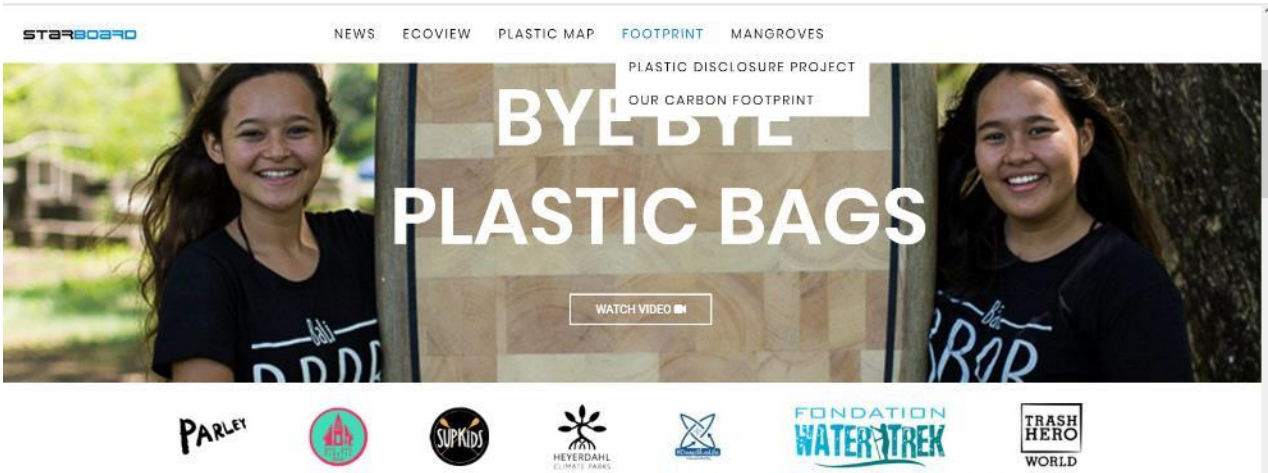 STARBOARD
NEWS ECOVIEW PLASTIC MAP FOOTPRINT MANGROVES
PLASTIC DISCLOSURE PROJECT
OUR CARBON FOOTPRINT
BYE BYE
PLASTIC BAGS
WATCH VIDEO
Bali
PARLEY
SUPKIDS
HEYERDAHL
CLIMATE PARKS
FONDATION
WATERTREK
TRASH
HERO
WORLD